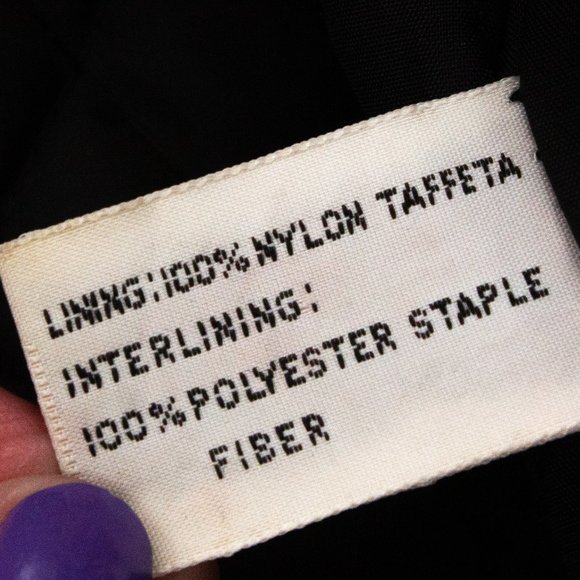 LINING:100% NYLON TAFFETA
INTERLINING:
100% POLYESTER STAPLE
FIBER